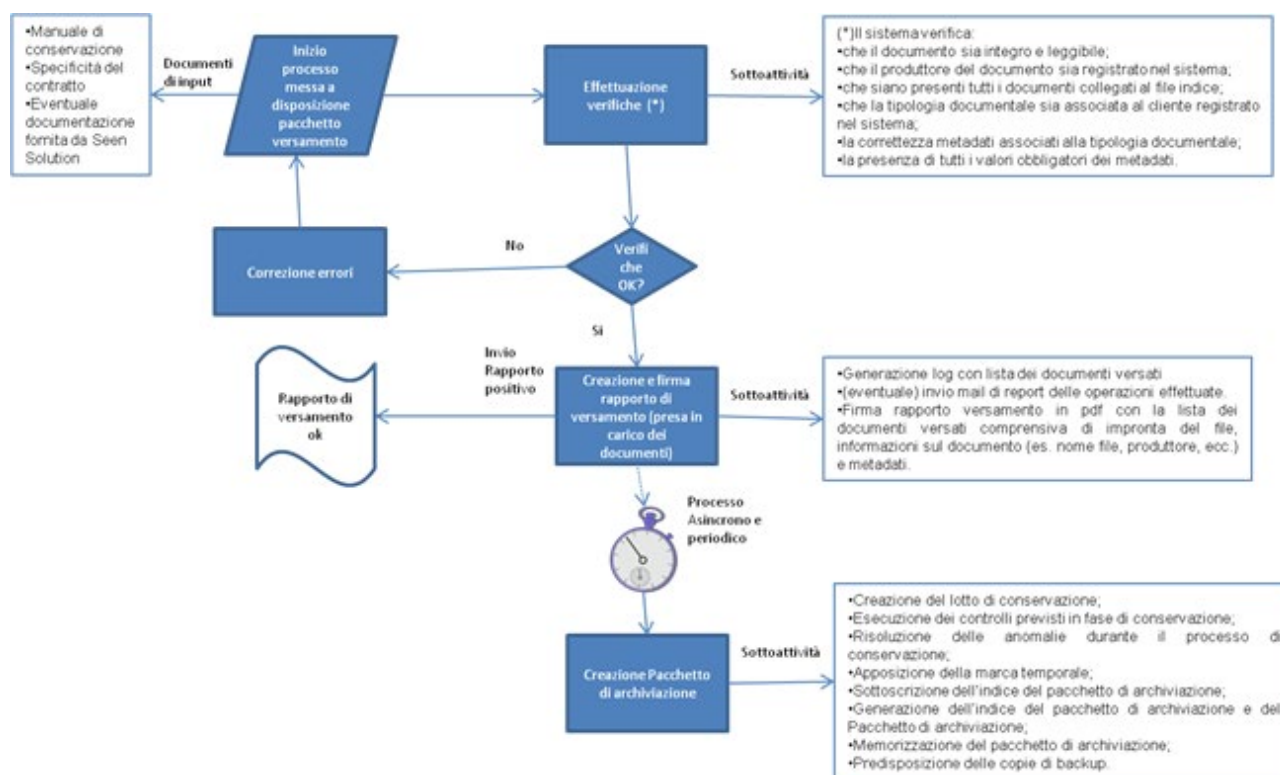 •Manuale di
conservazione
•Specificità del
contratto
•Eventuale
documentazione
fornita da Seen
Solution
Documenti
di input
Inizio
processo
messa a
disposizione
pacchetto
versamento
Effettuazione
verifiche (*)
Sottoattività
(*)Il sistema verifica:
•che il documento sia integro e leggibile;
•che il produttore del documento sia registrato nel sistema;
•che siano presenti tutti i documenti collegati al file indice;
•che la tipologia documentale sia associata al cliente registrato
nel sistema;
•la correttezza metadati associati alla tipologia documentale;
•la presenza di tutti i valori obbligatori dei metadati.
Correzione errori
No
Verifi
che
OK?
Si
Rapporto di
versamento
ok
Invio
Rapporto
positivo
Creazione e firma
rapporto di
versamento (presa in
carico dei
documenti)
Sottoattività
•Generazione log con lista dei documenti versati
•(eventuale) invio mail di report delle operazioni effettuate.
•Firma rapporto versamento in pdf con la lista dei
documenti versati comprensiva di impronta del file,
informazioni sul documento (es. nome file, produttore, ecc.)
e metadati.
Processo
Asincrono e
periodico
Creazione Pacchetto
di archiviazione
Sottoattività
•Creazione del lotto di conservazione;
•Esecuzione dei controlli previsti in fase di conservazione;
•Risoluzione delle anomalie durante il processo di
conservazione;
•Apposizione della marca temporale;
•Sottoscrizione dell'indice del pacchetto di archiviazione;
•Generazione dell'indice del pacchetto di archiviazione e del
Pacchetto di archiviazione;
•Memorizzazione del pacchetto di archiviazione;
•Predisposizione delle copie di backup.